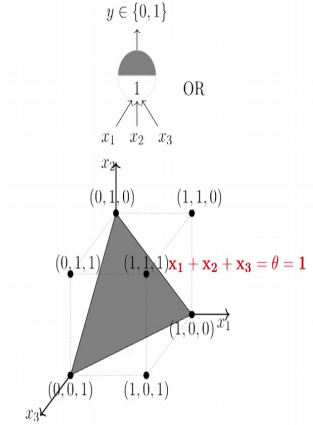 y ∈ {0, 1}
1 OR
x₁ x₂ x₃
x₂
(0, 1, 0) (1, 1, 0)
(0, 1, 1) (1, 1, 1) x₁ + x₂ + x₃ = θ = 1
(1, 0, 0) x₁
(0, 0, 1) (1, 0, 1)
x₃